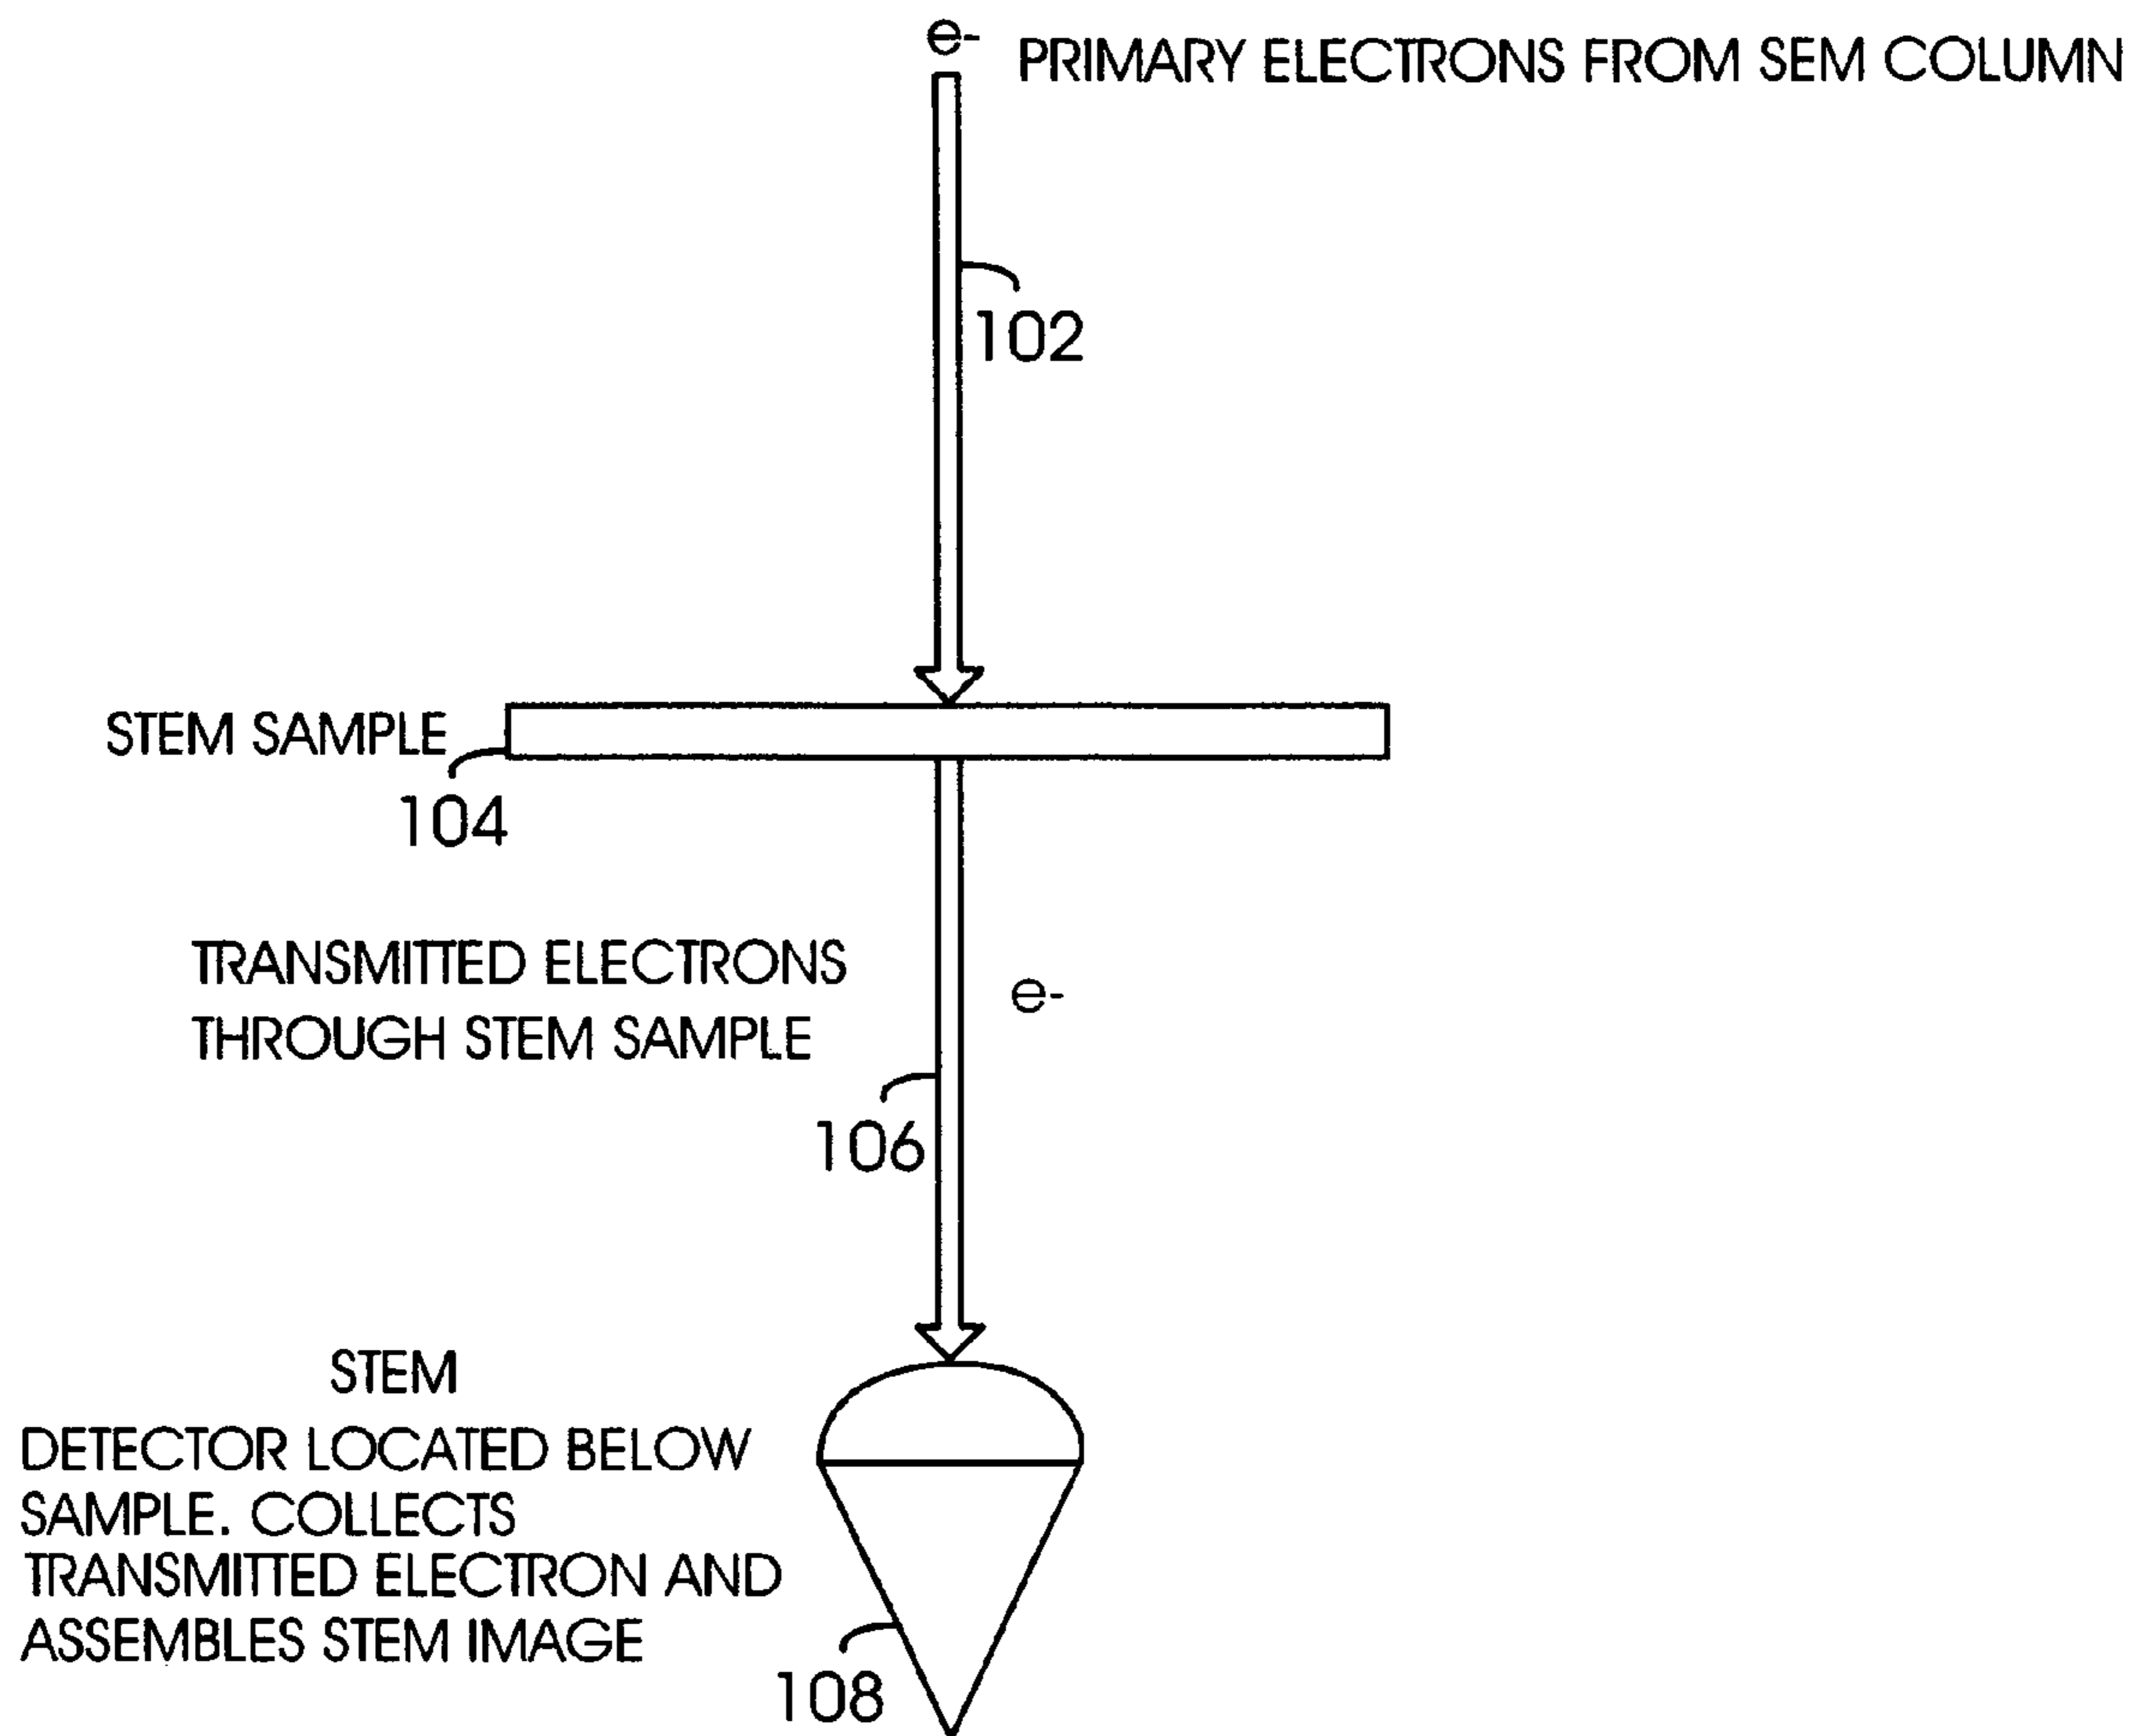 e-
PRIMARY ELECTRONS FROM SEM COLUMN
102
STEM SAMPLE
104
TRANSMITTED ELECTRONS
THROUGH STEM SAMPLE
e-
106
STEM
DETECTOR LOCATED BELOW
SAMPLE. COLLECTS
TRANSMITTED ELECTRON AND
ASSEMBLES STEM IMAGE
108